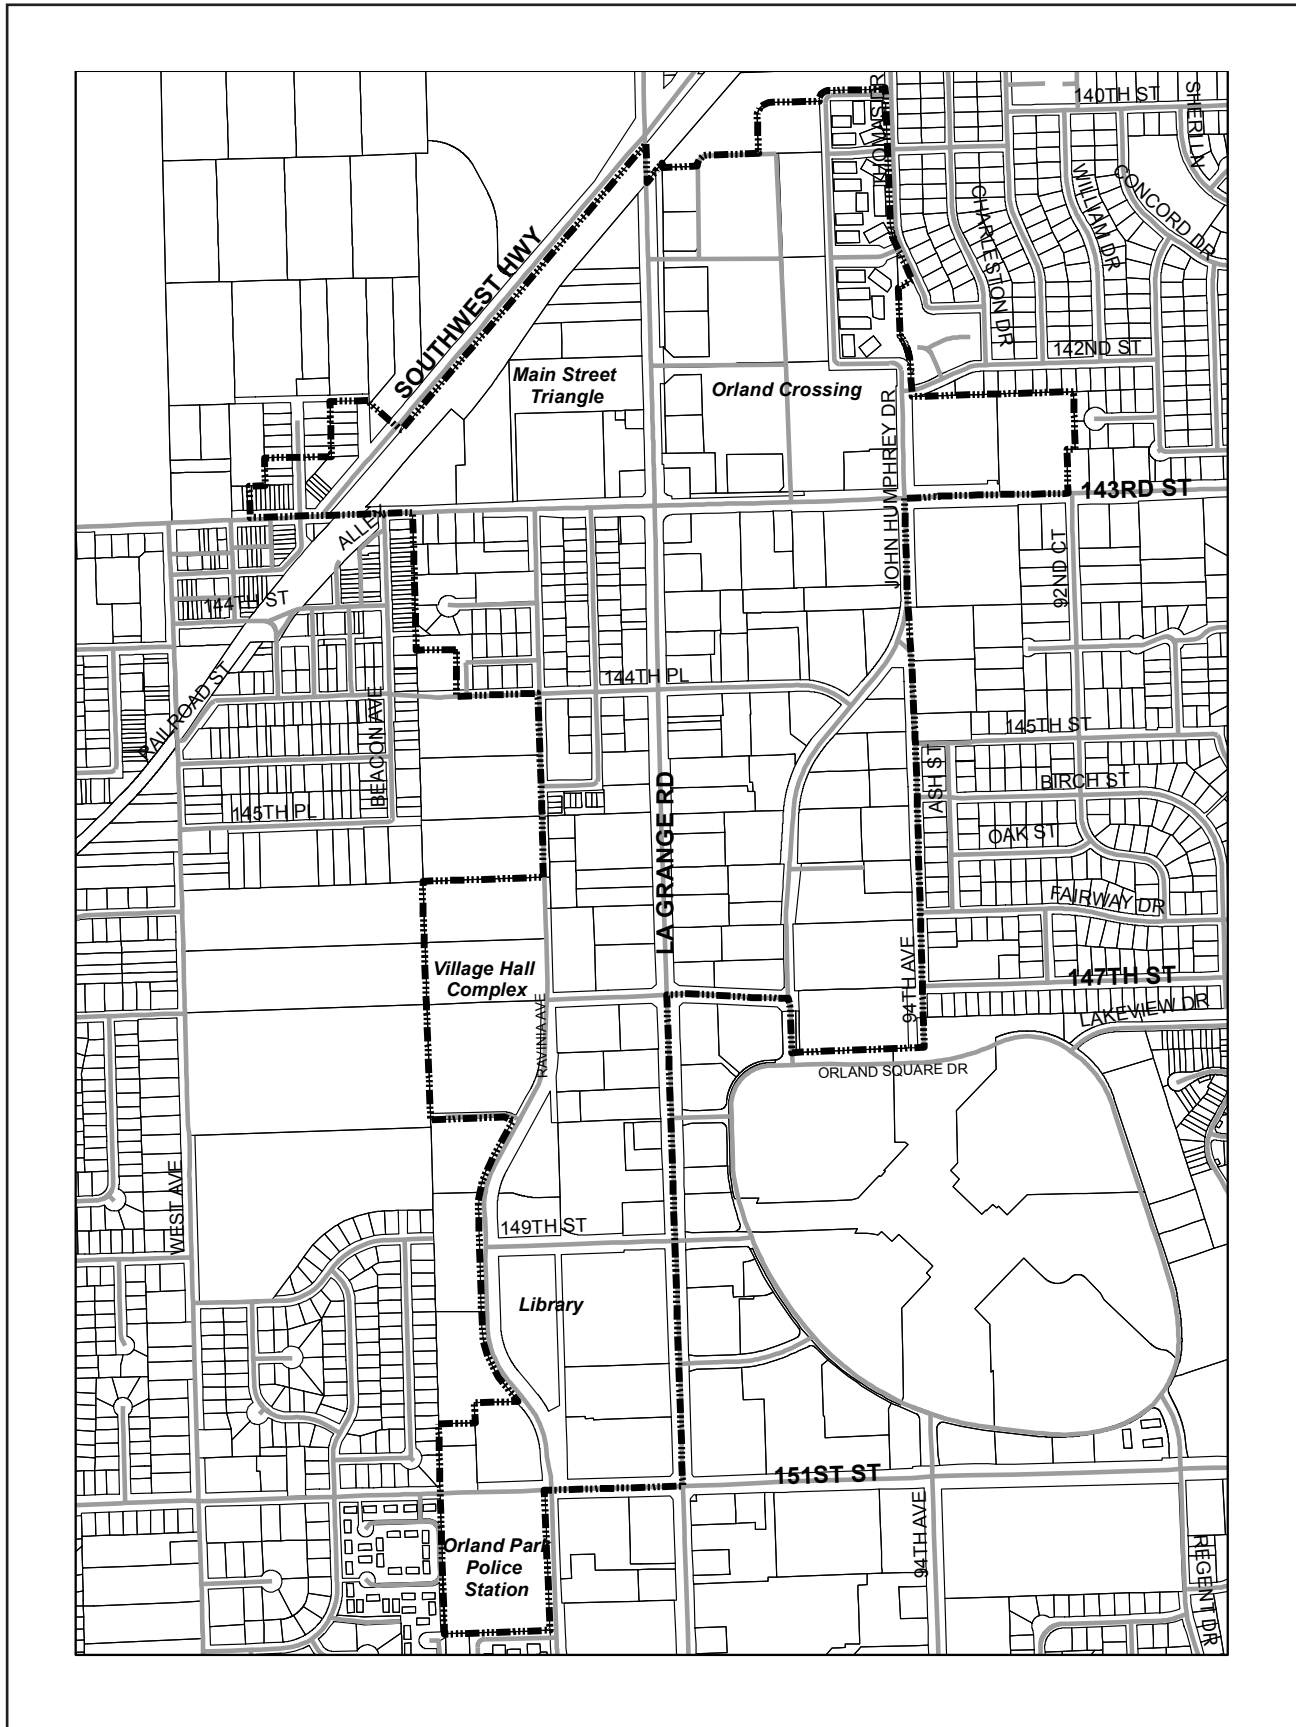 140TH ST
SHERI LN
THOMAS DR
CONCORD DR
WILLIAM DR
CHARLESTON DR
SOUTHWEST HWY
142ND ST
Main Street
Triangle
Orland Crossing
JOHN HUMPHREY DR
143RD ST
ALLEY
92ND CT
144TH ST
144TH PL
RAILROAD ST
BEACON AVE
145TH ST
ASH ST
BIRCH ST
145TH PL
OAK ST
LA GRANGE RD
FAIRWAY DR
94TH AVE
147TH ST
Village Hall
Complex
RAVINIA AVE
LAKEVIEW DR
ORLAND SQUARE DR
WEST AVE
149TH ST
Library
151ST ST
94TH AVE
Orland Park
Police
Station
REGENT DR